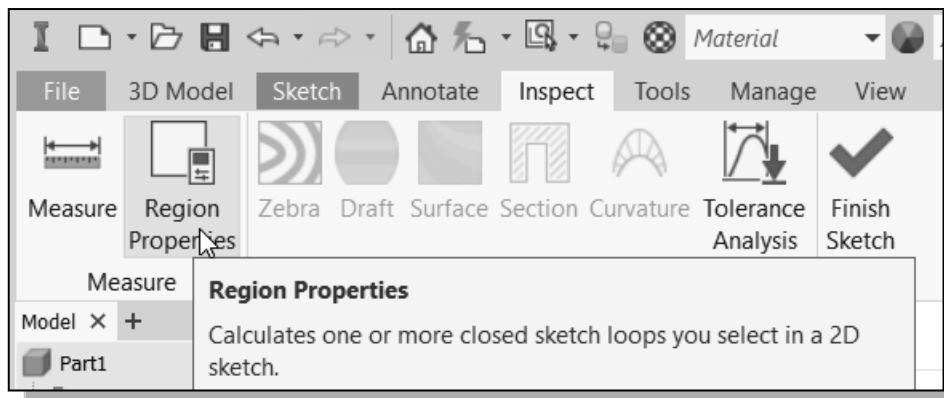 Material
File 3D Model Sketch Annotate Inspect Tools Manage View
Measure Region Properties Zebra Draft Surface Section Curvature Tolerance Analysis Finish Sketch
Measure
Model × +
Region Properties
Calculates one or more closed sketch loops you select in a 2D
Part1
sketch.